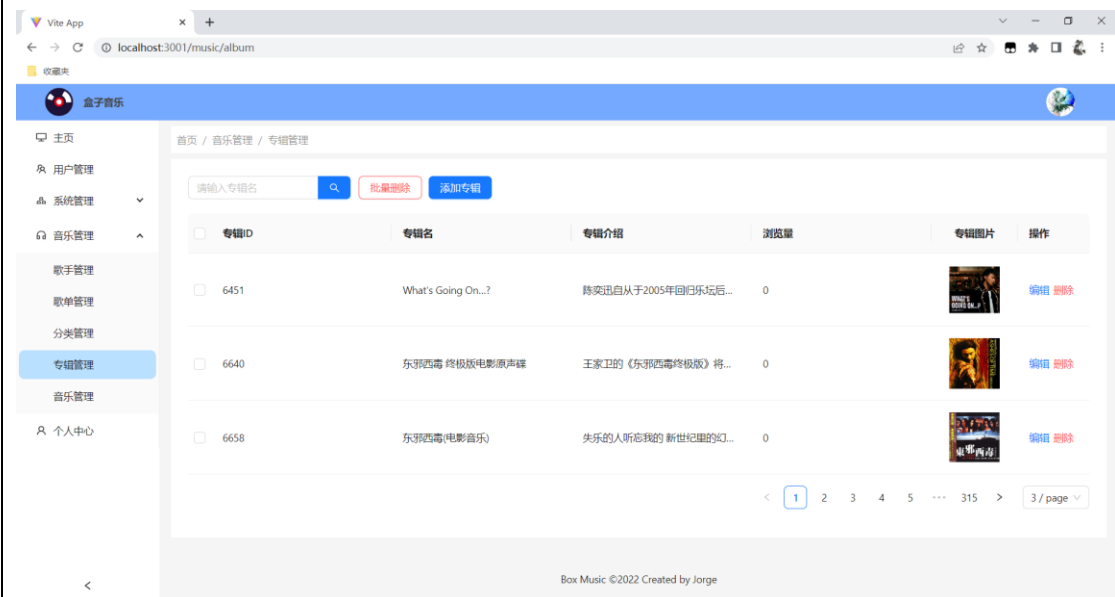 Vite App
localhost:3001/music/album
收藏夹
盒子音乐
主页
用户管理
系统管理
音乐管理
歌手管理
歌单管理
分类管理
专辑管理
音乐管理
个人中心
首页 / 音乐管理 / 专辑管理
请输入专辑名 批量删除 添加专辑
专辑ID 专辑名 专辑介绍 浏览量 专辑图片 操作
6451 What's Going On...? 陈奕迅自从于2005年回归乐坛后... 0 编辑 删除
WHAT'S
GOING ON..?
6640 东邪西毒 终极版电影原声碟 王家卫的《东邪西毒终极版》将... 0 编辑 删除
6658 东邪西毒(电影音乐) 失乐的人听忘我的 新世纪里的幻... 0 编辑 删除
東邪西毒
< 1 2 3 4 5 ··· 315 > 3 / page
Box Music ©2022 Created by Jorge